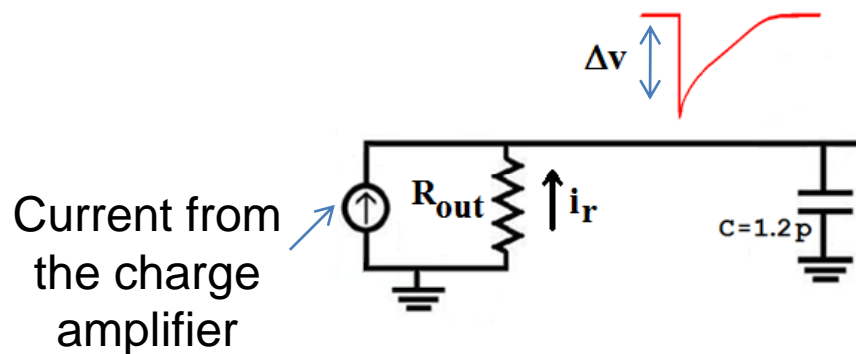 Δv
R_out
i_r
C=1.2p
Current from
the charge
amplifier